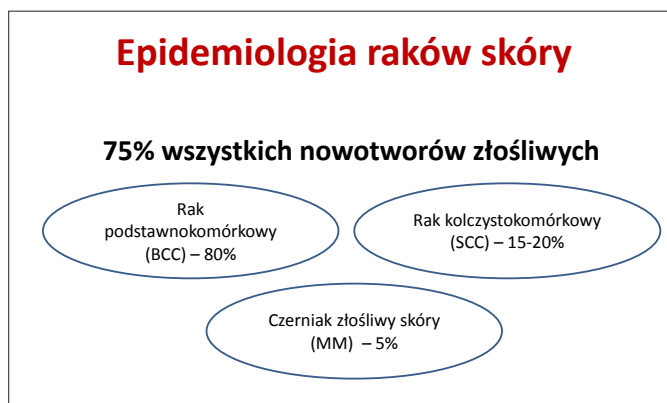 Epidemiologia raków skóry
75% wszystkich nowotworów złośliwych
Rak
podstawnokomórkowy
(BCC) – 80%
Rak kolczystokomórkowy
(SCC) – 15-20%
Czerniak złośliwy skóry
(MM) – 5%